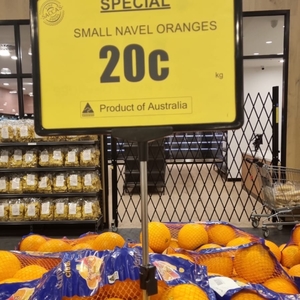 SPECIAL
SMALL NAVEL ORANGES
20c
kg
Product of Australia